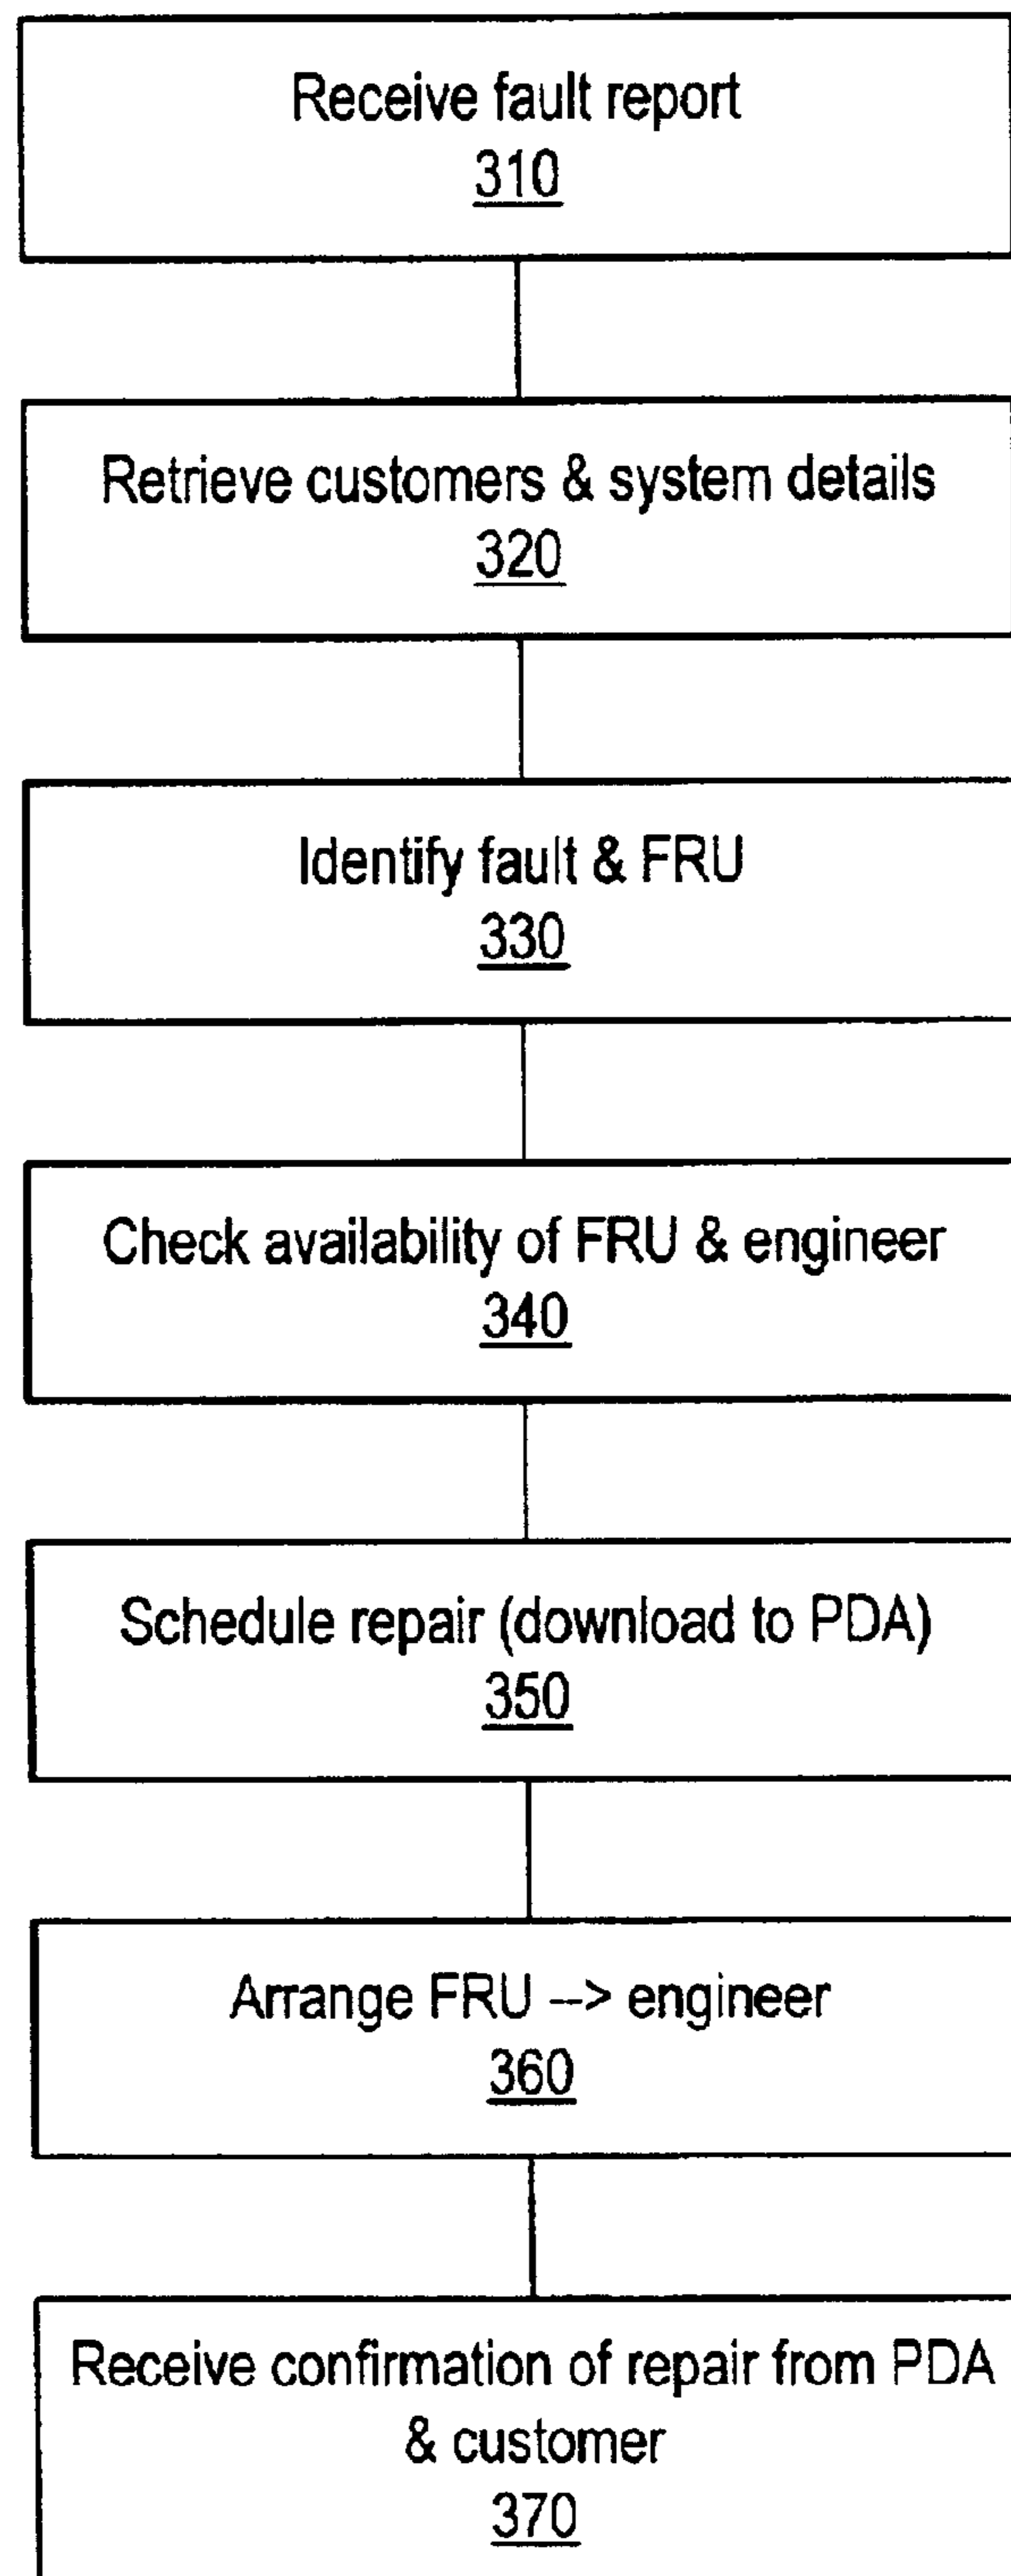 Receive fault report
310
Retrieve customers & system details
320
Identify fault & FRU
330
Check availability of FRU & engineer
340
Schedule repair (download to PDA)
350
Arrange FRU --> engineer
360
Receive confirmation of repair from PDA
& customer
370